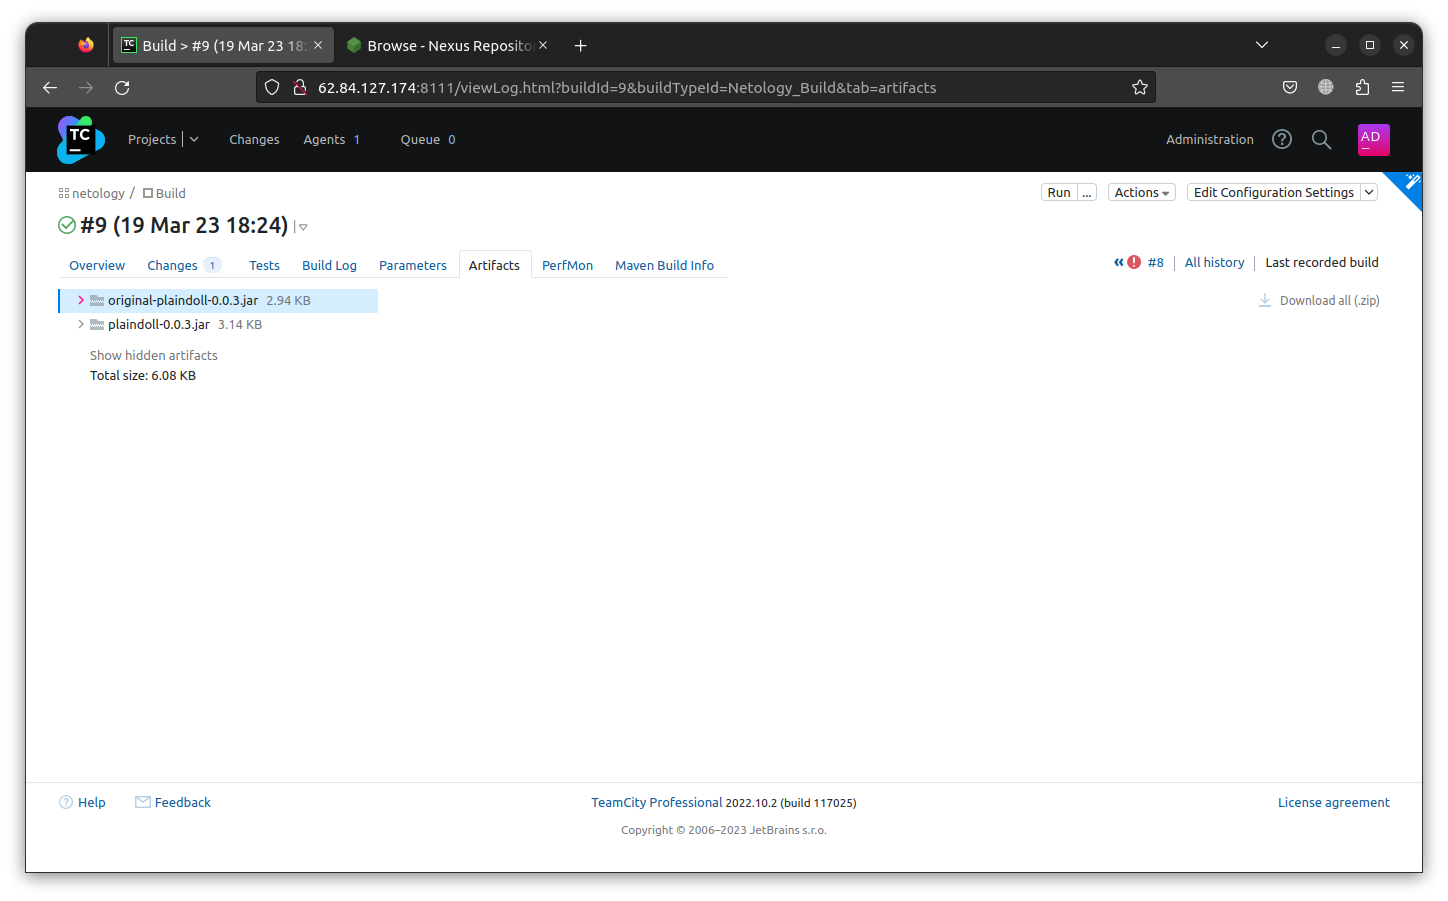 Build > #9 (19 Mar 23 18:
Browse - Nexus Reposito
62.84.127.174:8111/viewLog.html?buildId=9&buildTypeId=Netology_Build&tab=artifacts
TC Projects Changes Agents 1 Queue 0 Administration AD
netology / Build Run ... Actions Edit Configuration Settings
#9 (19 Mar 23 18:24)
Overview Changes 1 Tests Build Log Parameters Artifacts PerfMon Maven Build Info « #8 All history Last recorded build
original-plaindoll-0.0.3.jar 2.94 KB Download all (.zip)
plaindoll-0.0.3.jar 3.14 KB
Show hidden artifacts
Total size: 6.08 KB
Help Feedback TeamCity Professional 2022.10.2 (build 117025) License agreement
Copyright © 2006–2023 JetBrains s.r.o.